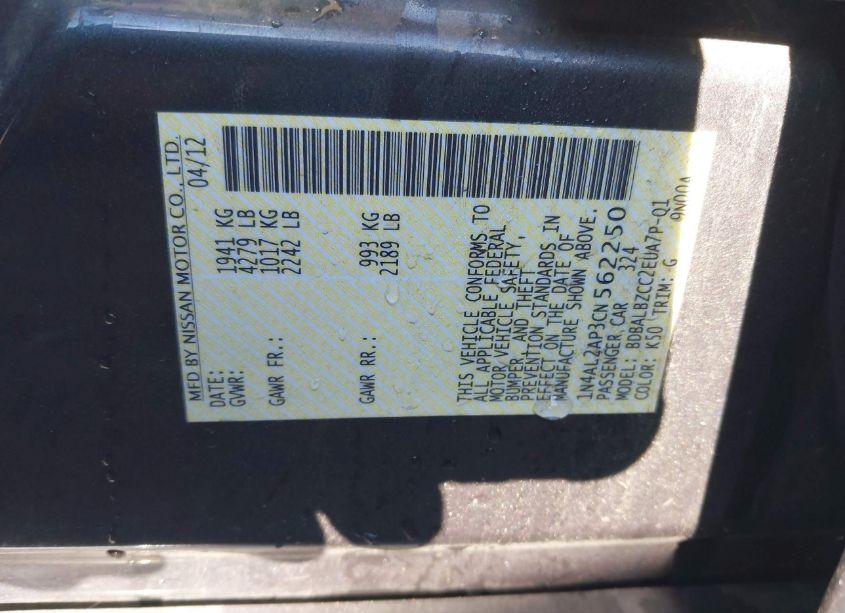 MFD BY NISSAN MOTOR CO., LTD.
DATE: 04/12
GVWR: 1941 KG
4279 LB
GAWR FR.: 1017 KG
2242 LB
GAWR RR.: 993 KG
2189 LB
THIS VEHICLE CONFORMS TO
ALL APPLICABLE FEDERAL
MOTOR VEHICLE SAFETY,
BUMPER AND THEFT
PREVENTION STANDARDS IN
EFFECT ON THE DATE OF
MANUFACTURE SHOWN ABOVE.
1N4AL2AP3CN562250
PASSENGER CAR 324
MODEL: BDBALBZCC2EUA7P-Q1
COLOR: K50 TRIM: G 9N00A